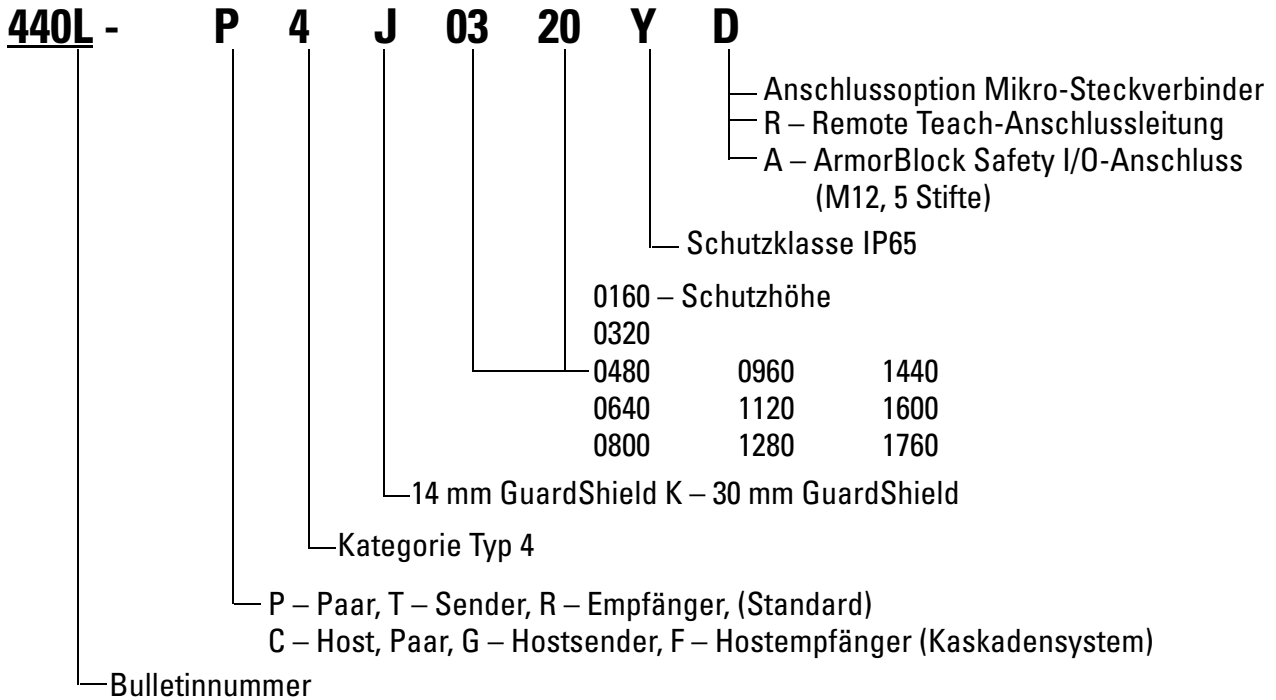 440L - P 4 J 03 20 Y D
Anschlussoption Mikro-Steckverbinder
R – Remote Teach-Anschlussleitung
A – ArmorBlock Safety I/O-Anschluss
(M12, 5 Stifte)
Schutzklasse IP65
0160 – Schutzhöhe
0320
0480 0960 1440
0640 1120 1600
0800 1280 1760
14 mm GuardShield K – 30 mm GuardShield
Kategorie Typ 4
P – Paar, T – Sender, R – Empfänger, (Standard)
C – Host, Paar, G – Hostsender, F – Hostempfänger (Kaskadensystem)
Bulletinnummer